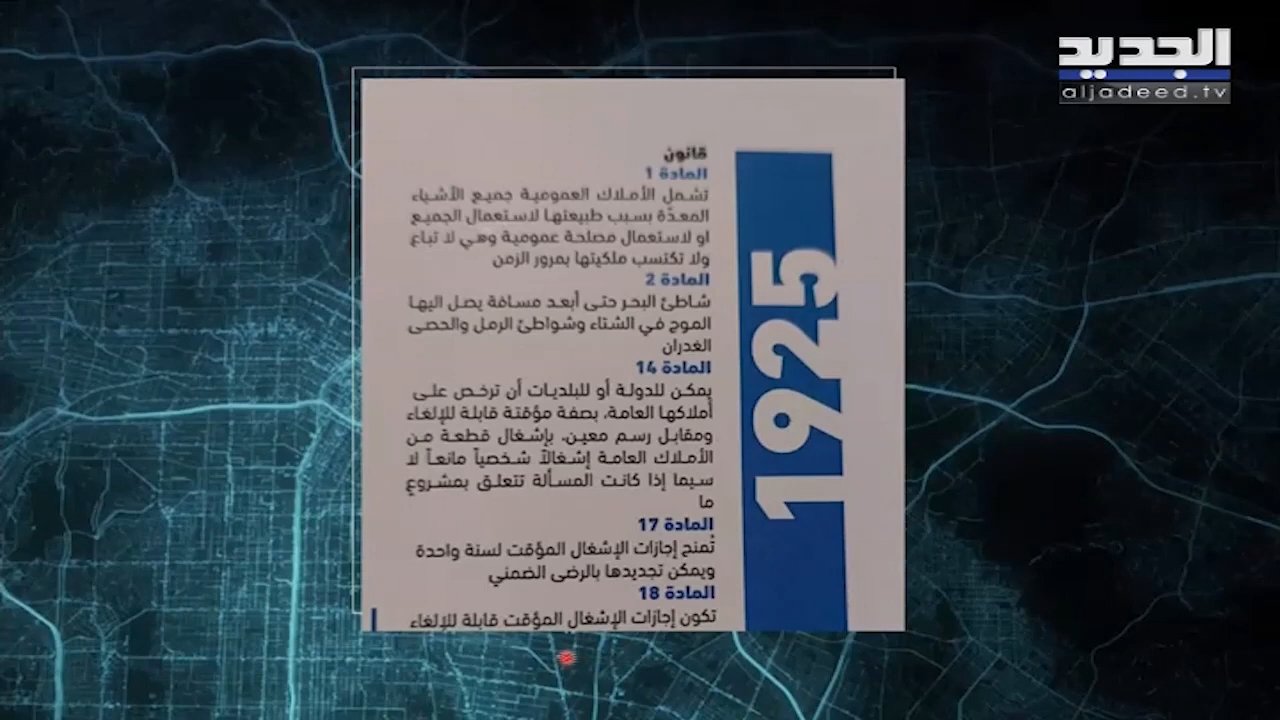 الجديد
aljadeed.tv
1925
قانون
المادة 1
تشمل الأملاك العمومية جميع الأشياء
المعدّة بسبب طبيعتها لاستعمال الجميع
او لاستعمال مصلحة عمومية وهي لا تباع
ولا تكتسب ملكيتها بمرور الزمن
المادة 2
شاطئ البحر حتى أبعد مسافة يصل اليها
الموج في الشتاء وشواطئ الرمل والحصى
الغدران
المادة 14
يمكن للدولة أو للبلديات أن ترخص على
أملاكها العامة، بصفة مؤقتة قابلة للإلغاء
ومقابل رسم معين، بإشغال قطعة من
الأملاك العامة إشغالاً شخصياً مانعاً لا
سيما إذا كانت المسألة تتعلق بمشروعٍ
ما
المادة 17
تُمنح إجازات الإشغال المؤقت لسنة واحدة
ويمكن تجديدها بالرضى الضمني
المادة 18
تكون إجازات الإشغال المؤقت قابلة للإلغاء